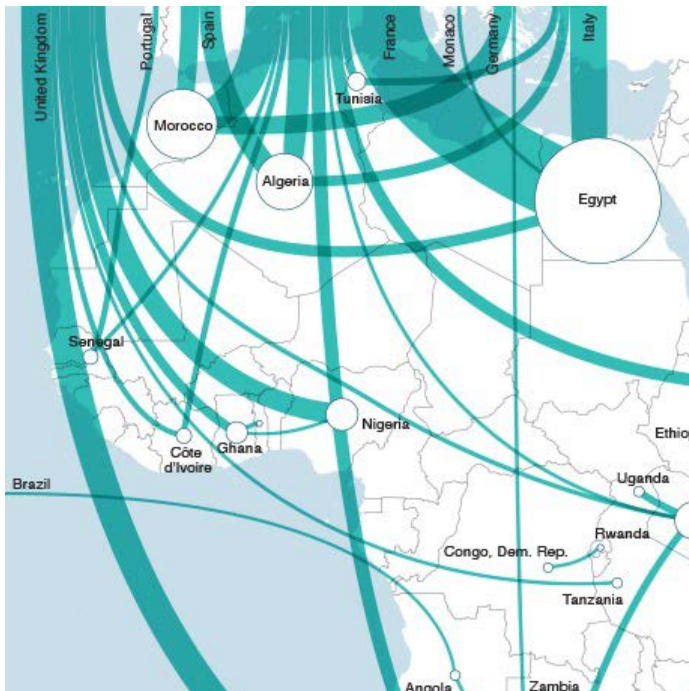 United Kingdom
Portugal
Spain
France
Monaco
Germany
Italy
Tunisia
Morocco
Algeria
Egypt
Senegal
Nigeria
Ghana
Côte
d'Ivoire
Ethio
Brazil
Uganda
Rwanda
Congo, Dem. Rep.
Tanzania
Angola
Zambia